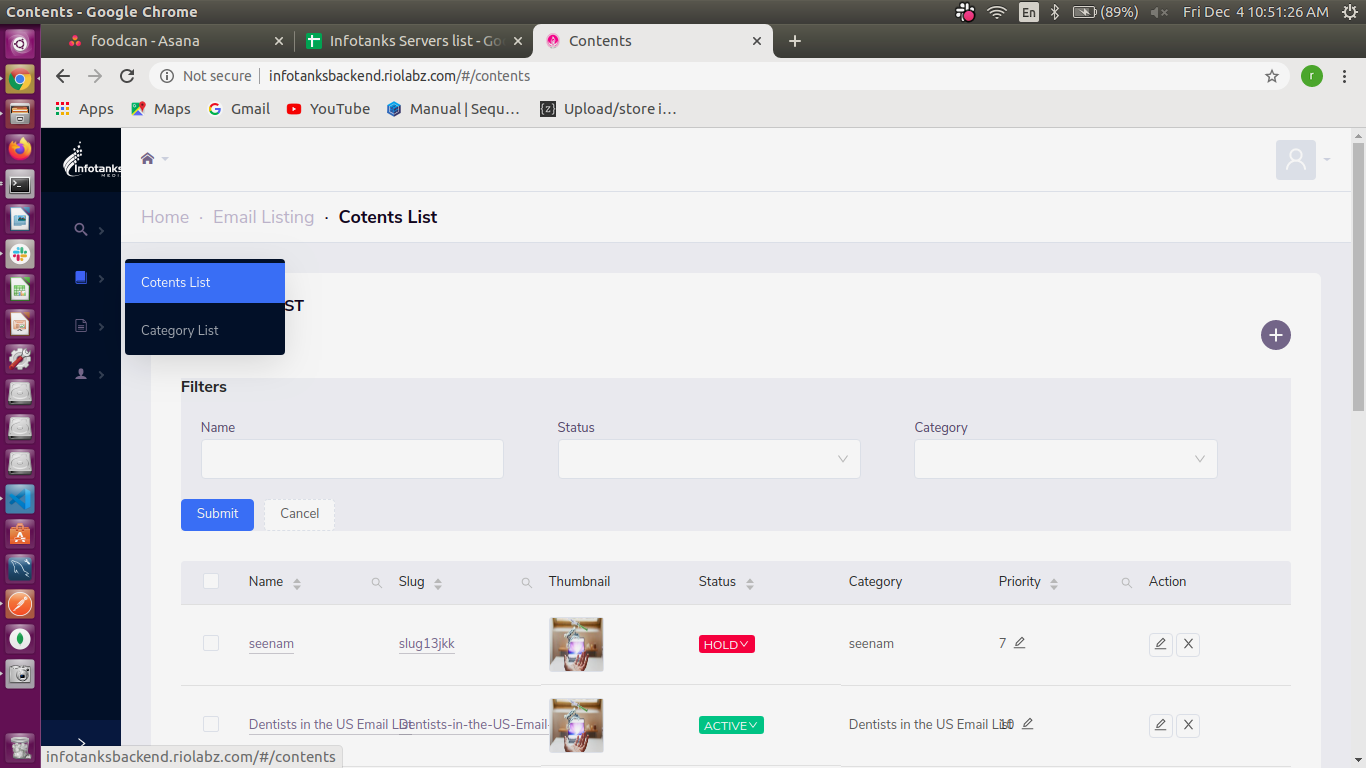 Contents - Google Chrome
En
(89%)
Fri Dec 4 10:51:26 AM
foodcan - Asana
Infotanks Servers list - Go
Contents
Not secure
infotanksbackend.riolabz.com/#/contents
r
Apps
Maps
Gmail
YouTube
Manual | Sequ...
Upload/store i...
infotanks
MEDIA
Home · Email Listing · Cotents List
Cotents List
ST
Category List
Filters
Name
Status
Category
Submit
Cancel
Name
Slug
Thumbnail
Status
Category
Priority
Action
seenam
slug13jkk
HOLD
seenam
7
Dentists in the US Email List
Dentists-in-the-US-Email-
ACTIVE
Dentists in the US Email List
10
infotanksbackend.riolabz.com/#/contents